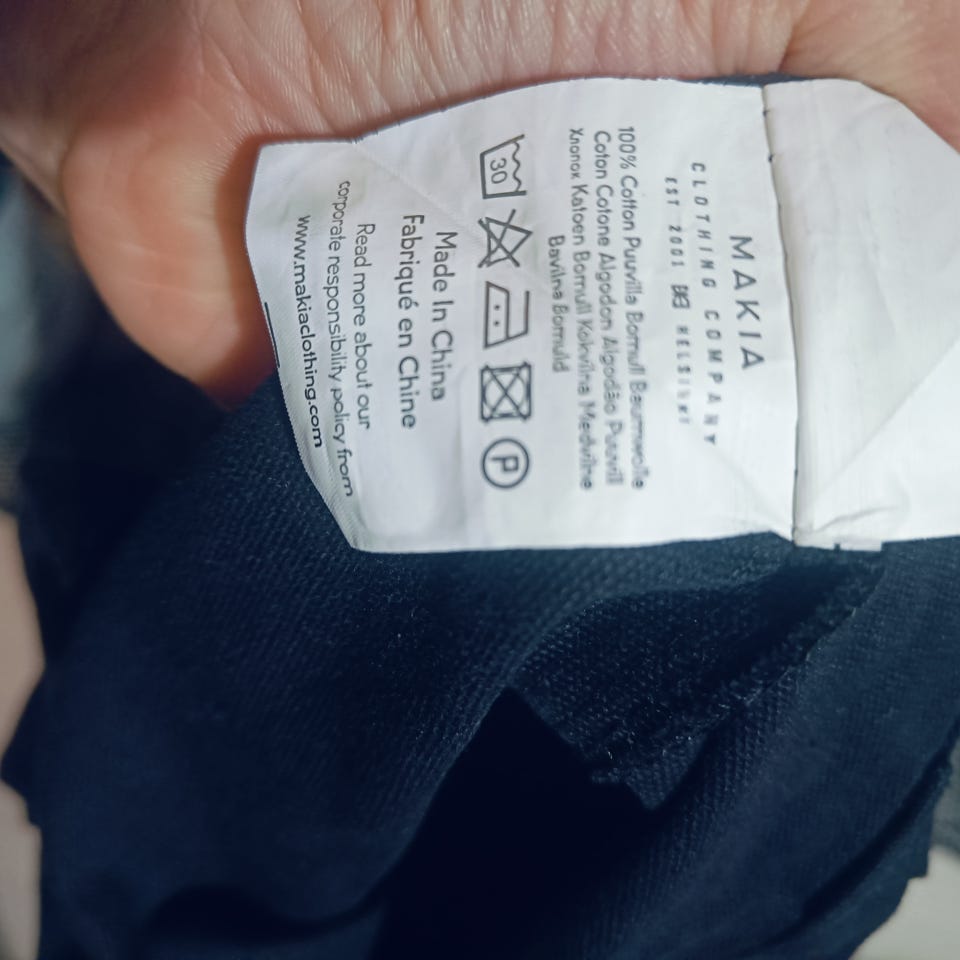 MAKIA
CLOTHING COMPANY
EST 2001 HELSINKI
100% Cotton Puuvilla Bomull Baumwolle
Coton Cotone Algodon Algodão Puuvill
Хлопок Katoen Bomull Kokvilna Medvilnė
Bavlna Bomuld
30
P
Made In China
Fabriqué en Chine
Read more about our
corporate responsibility policy from
www.makiaclothing.com